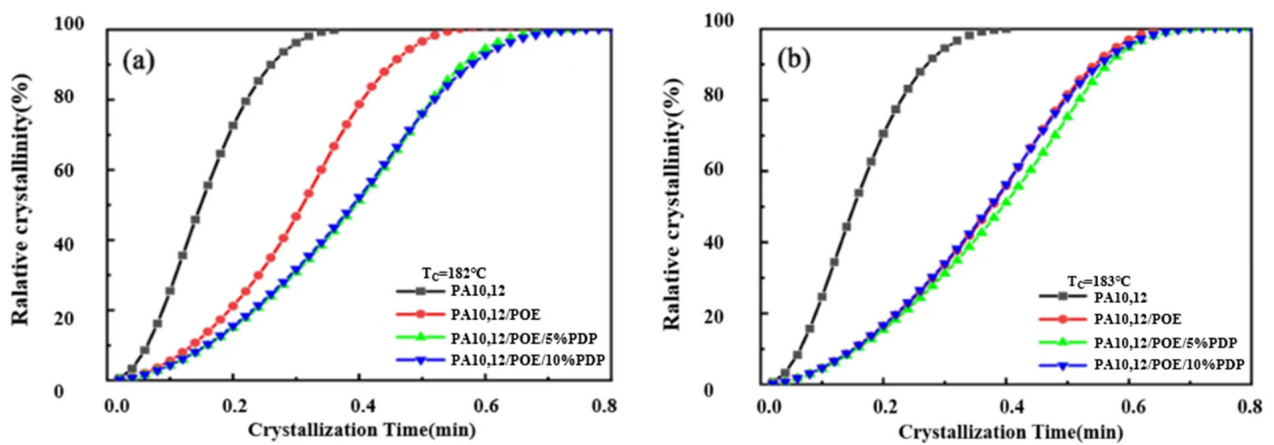 100
80
60
40
20
0
Ralative crystallinity(%)
(a)
T_C=182℃
PA10,12
PA10,12/POE
PA10,12/POE/5%PDP
PA10,12/POE/10%PDP
0.0 0.2 0.4 0.6 0.8
Crystallization Time(min)
100
80
60
40
20
0
Ralative crystallinity(%)
(b)
T_C=183℃
PA10,12
PA10,12/POE
PA10,12/POE/5%PDP
PA10,12/POE/10%PDP
0.0 0.2 0.4 0.6 0.8
Crystallization Time(min)